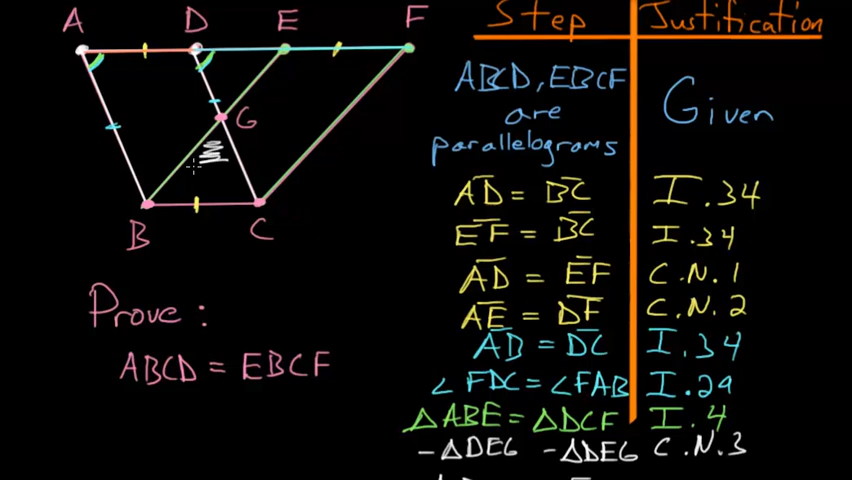 A D E F
G
B C
Prove :
ABCD = EBCF
Step Justification
ABCD, EBCF are parallelograms Given
AD = BC I.34
EF = BC I.34
AD = EF C.N.1
AE = DF C.N.2
AB = DC I.34
∠FDC = ∠FAB I.29
△ABE = △DCF I.4
-△DEG -△DEG C.N.3